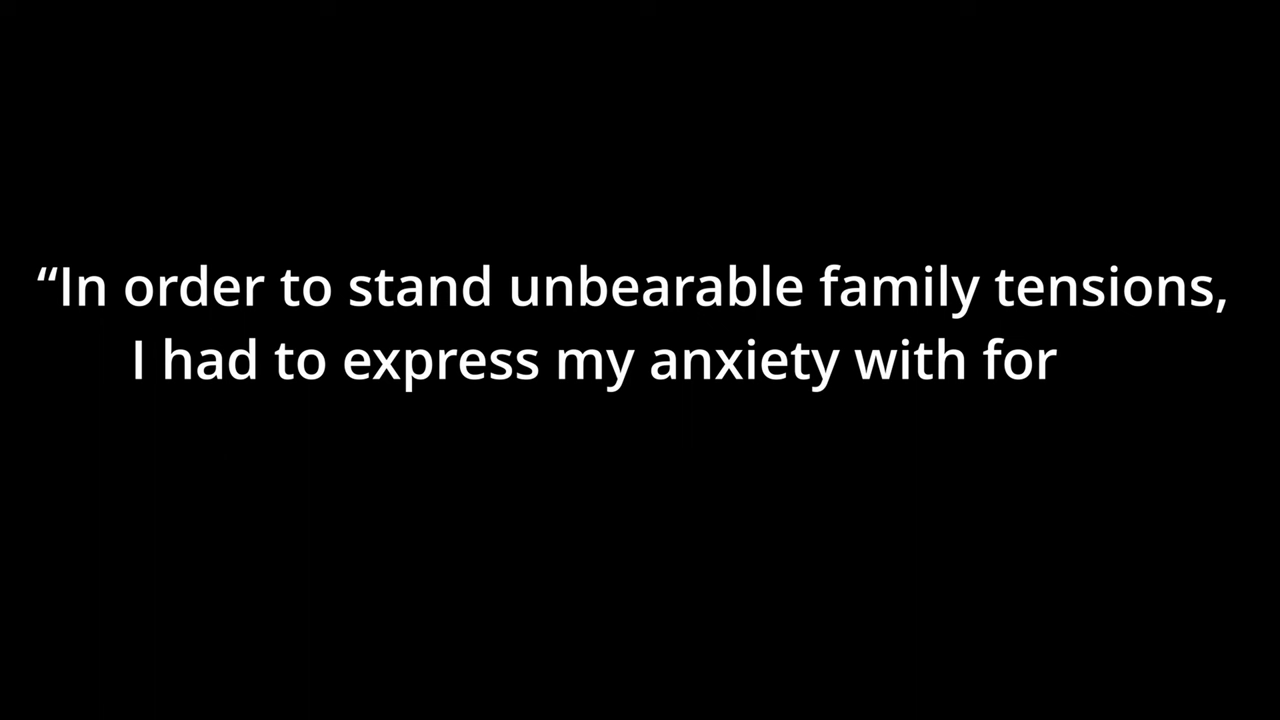 “In order to stand unbearable family tensions,
I had to express my anxiety with for